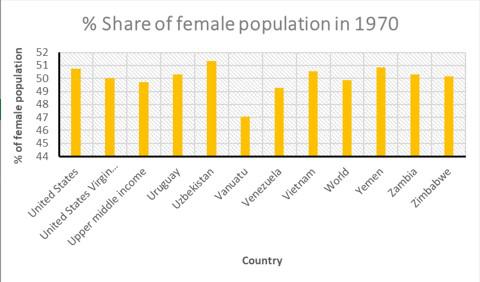 % Share of female population in 1970
% of female population
52
51
50
49
48
47
46
45
44
United States
United States Virgin...
Upper middle income
Uruguay
Uzbekistan
Vanuatu
Venezuela
Vietnam
World
Yemen
Zambia
Zimbabwe
Country